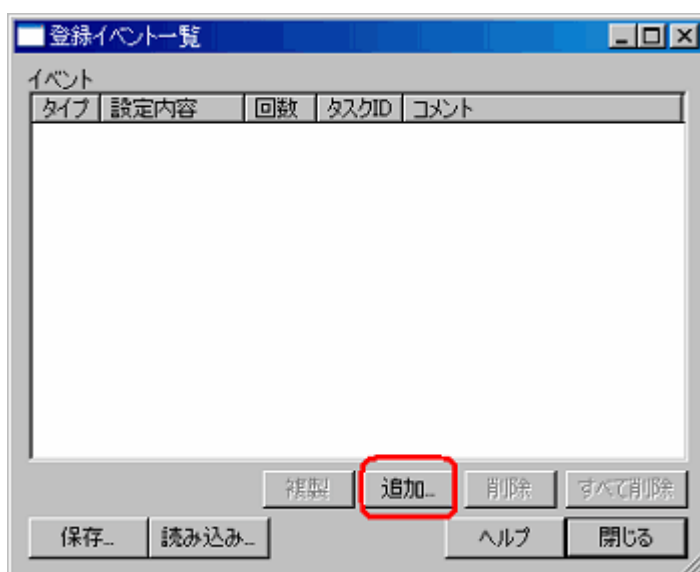 登録イベント一覧
イベント
タイプ 設定内容 回数 タスクID コメント
複製 追加... 削除 すべて削除
保存... 読み込み... ヘルプ 閉じる